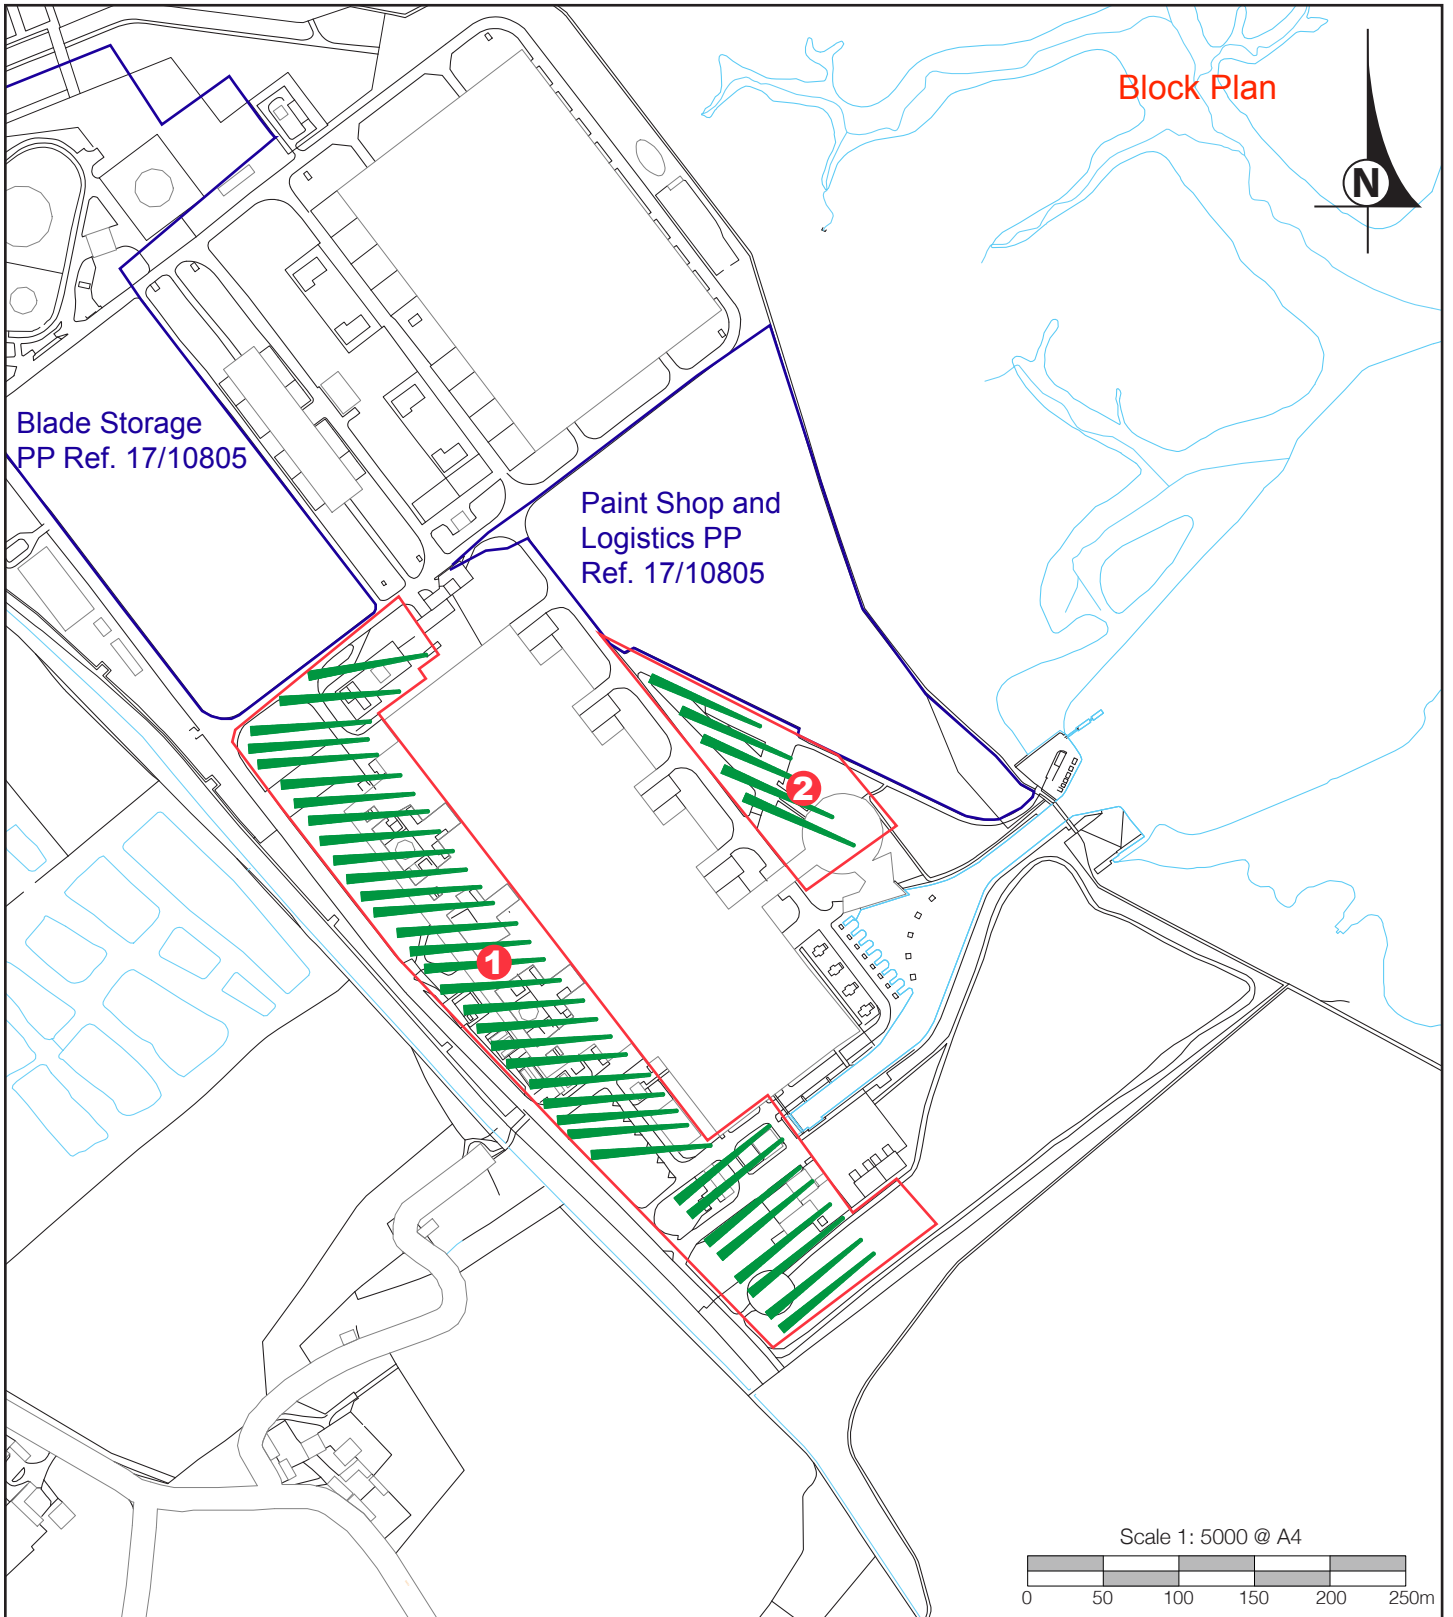 Block Plan
N
Blade Storage
PP Ref. 17/10805
Paint Shop and
Logistics PP
Ref. 17/10805
2
1
Scale 1: 5000 @ A4
0 50 100 150 200 250m